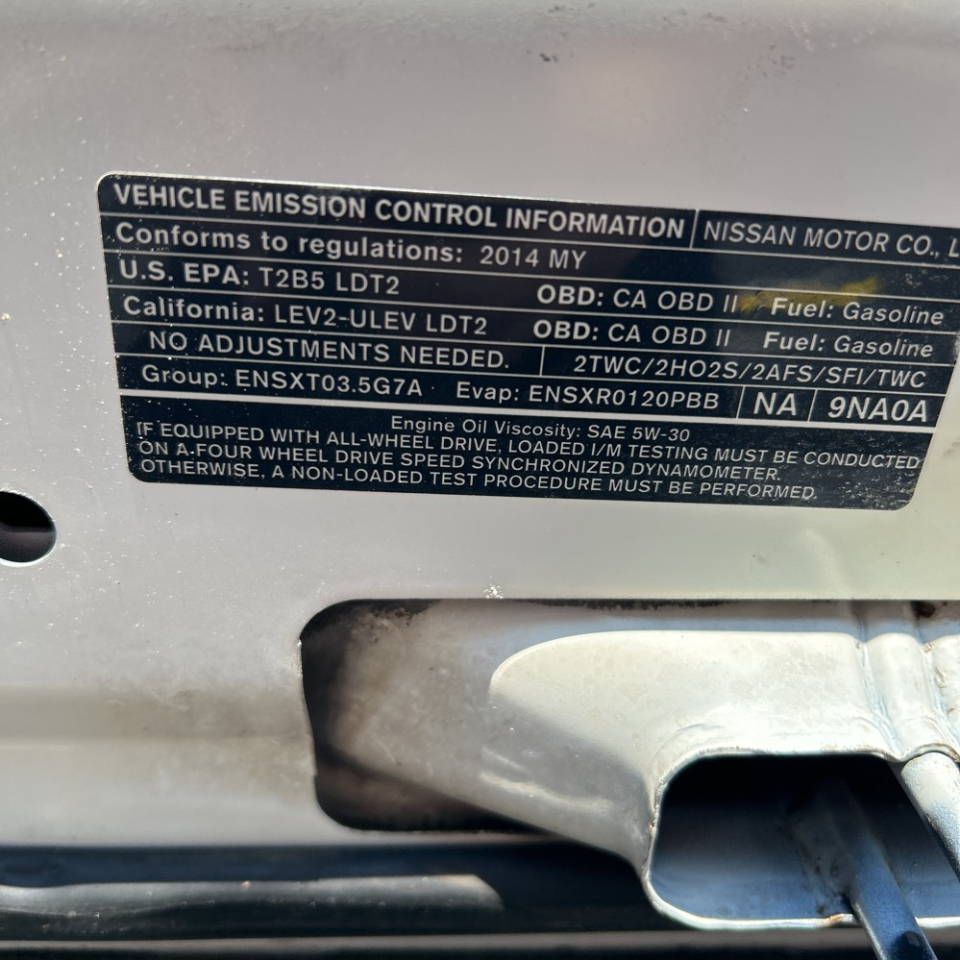 VEHICLE EMISSION CONTROL INFORMATION NISSAN MOTOR CO., L
Conforms to regulations: 2014 MY
U.S. EPA: T2B5 LDT2 OBD: CA OBD II Fuel: Gasoline
California: LEV2-ULEV LDT2 OBD: CA OBD II Fuel: Gasoline
NO ADJUSTMENTS NEEDED. 2TWC/2HO2S/2AFS/SFI/TWC
Group: ENSXT03.5G7A Evap: ENSXR0120PBB NA 9NA0A
Engine Oil Viscosity: SAE 5W-30
IF EQUIPPED WITH ALL-WHEEL DRIVE, LOADED I/M TESTING MUST BE CONDUCTED
ON A-FOUR WHEEL DRIVE SPEED SYNCHRONIZED DYNAMOMETER.
OTHERWISE, A NON-LOADED TEST PROCEDURE MUST BE PERFORMED.